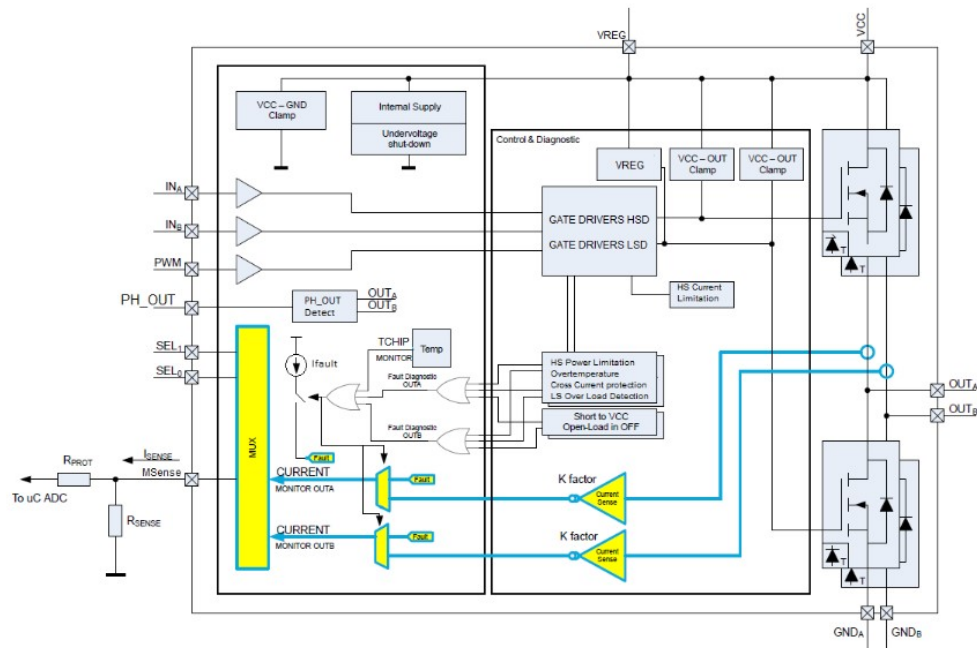 VREG
VCC
VCC – GND
Clamp
Internal Supply
Undervoltage
shut-down
Control & Diagnostic
VREG
VCC – OUT
Clamp
VCC – OUT
Clamp
INA
INB
PWM
GATE DRIVERS HSD
GATE DRIVERS LSD
HS Current
Limitation
T
T
PH_OUT
PH_OUT
Detect
OUTA
OUTB
SEL1
SEL0
Ifault
TCHIP
MONITOR
Temp
Fault Diagnostic
OUTA
Fault Diagnostic
OUTB
HS Power Limitation
Overtemperature
Cross Current protection
LS Over Load Detection
Short to VCC
Open-Load in OFF
OUTA
OUTB
MUX
Fault
RPROT
ISENSE
MSense
To uC ADC
RSENSE
CURRENT
MONITOR OUTA
Fault
K factor
Current
Sense
CURRENT
MONITOR OUTB
Fault
K factor
Current
Sense
T
T
GNDA
GNDB